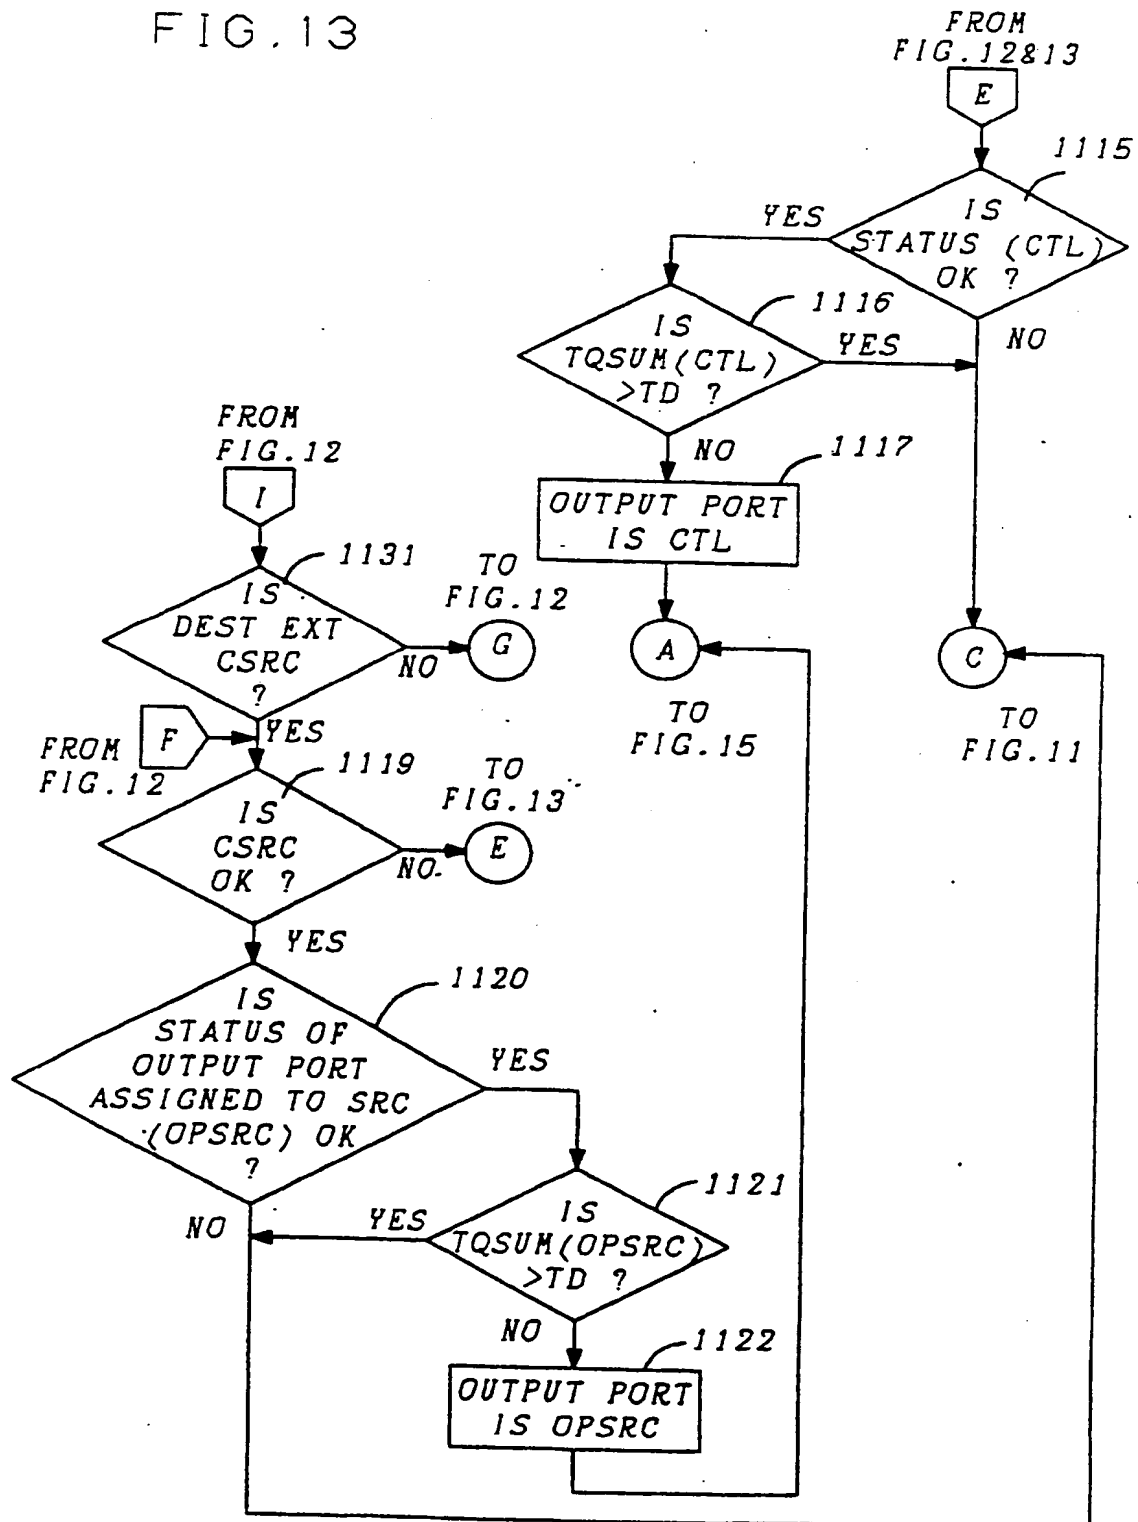 FIG.13
FROM
FIG.12&13
E
1115
IS
STATUS (CTL)
OK ?
YES
NO
1116
IS
TQSUM(CTL)
>TD ?
YES
NO
1117
OUTPUT PORT
IS CTL
A
TO
FIG.15
C
TO
FIG.11
FROM
FIG.12
I
1131
IS
DEST EXT
CSRC
?
NO
TO
FIG.12
G
YES
FROM
FIG.12
F
1119
IS
CSRC
OK ?
NO
TO
FIG.13
E
YES
1120
IS
STATUS OF
OUTPUT PORT
ASSIGNED TO SRC
(OPSRC) OK
?
YES
NO
1121
IS
TQSUM(OPSRC)
>TD ?
YES
NO
1122
OUTPUT PORT
IS OPSRC